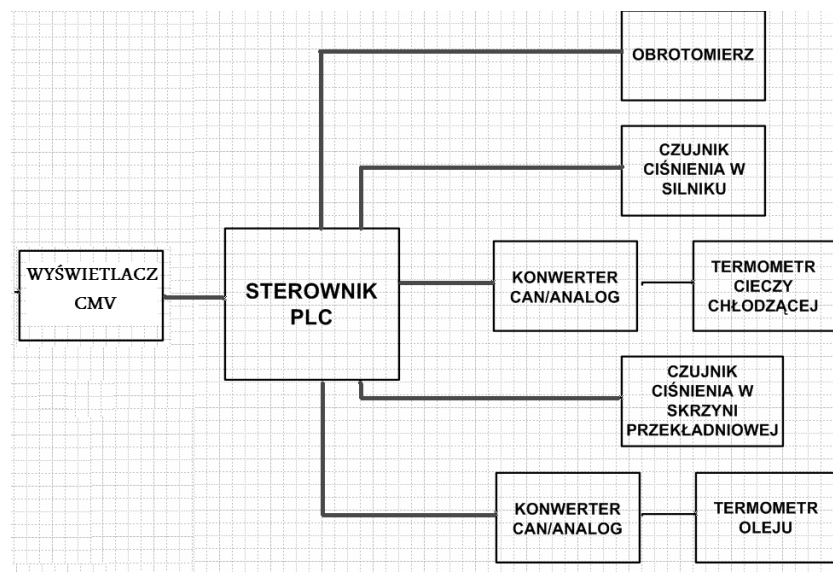 OBROTOMIERZ
CZUJNIK
CIŚNIENIA W
SILNIKU
WYŚWIETLACZ
CMV
STEROWNIK
PLC
KONWERTER
CAN/ANALOG
TERMOMETR
CIECZY
CHŁODZĄCEJ
CZUJNIK
CIŚNIENIA W
SKRZYNI
PRZEKŁADNIOWEJ
KONWERTER
CAN/ANALOG
TERMOMETR
OLEJU